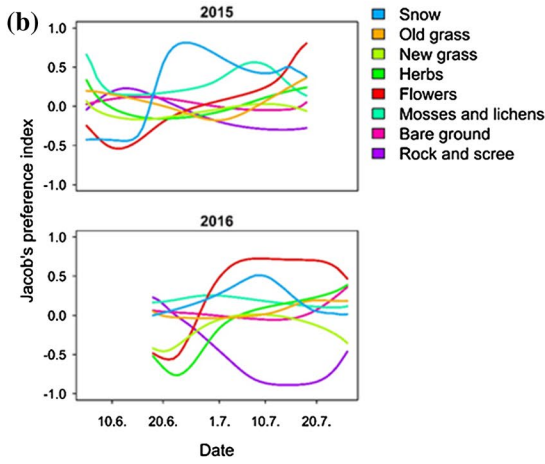 (b)
2015
1.0
0.5
0.0
-0.5
-1.0
Snow
Old grass
New grass
Herbs
Flowers
Mosses and lichens
Bare ground
Rock and scree
Jacob's preference index
2016
1.0
0.5
0.0
-0.5
-1.0
10.6. 20.6. 1.7. 10.7. 20.7.
Date